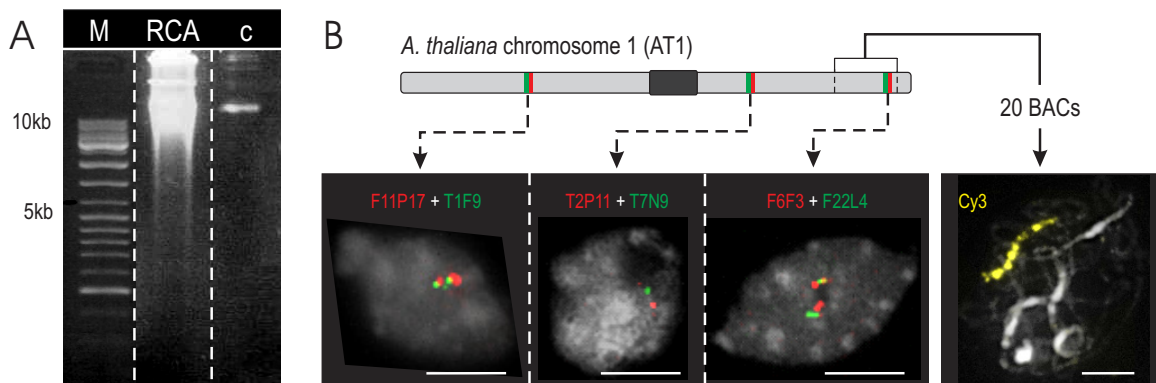 A
M RCA c
10kb
5kb
B
A. thaliana chromosome 1 (AT1)
20 BACs
F11P17 + T1F9
T2P11 + T7N9
F6F3 + F22L4
Cy3